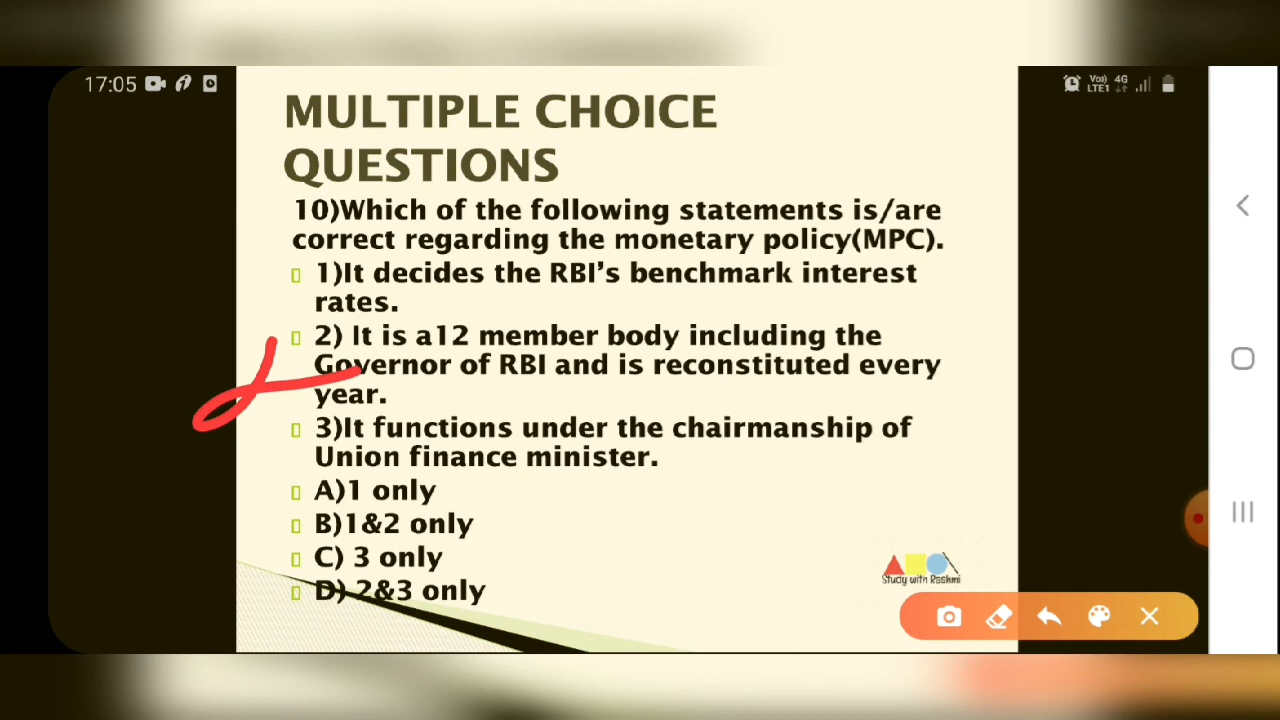 17:05
Vo)) 4G
LTE1
MULTIPLE CHOICE
QUESTIONS
10)Which of the following statements is/are
correct regarding the monetary policy(MPC).
1)It decides the RBI’s benchmark interest
rates.
2) It is a12 member body including the
Governor of RBI and is reconstituted every
year.
3)It functions under the chairmanship of
Union finance minister.
A)1 only
B)1&2 only
C) 3 only
D) 2&3 only
Study with Rashmi